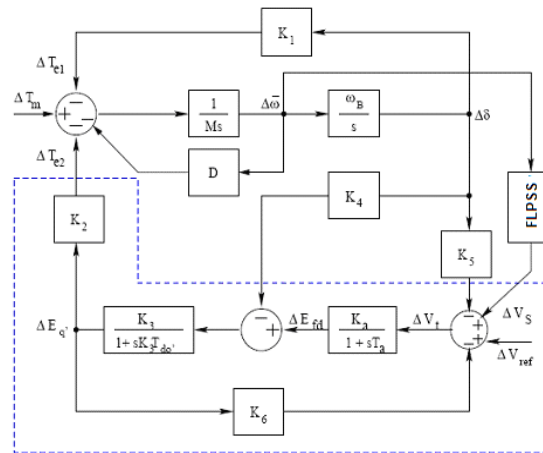 K1
ΔTe1
ΔTm
+
−
−
−
1
Ms
Δω̄
ωB
s
Δδ
ΔTe2
D
K2
K4
FLPSS
K5
ΔEq'
K3
1+sK3Tdo'
−
+
ΔEfd
Ka
1+sTa
ΔVt
−
+
+
−
ΔVS
ΔVref
K6